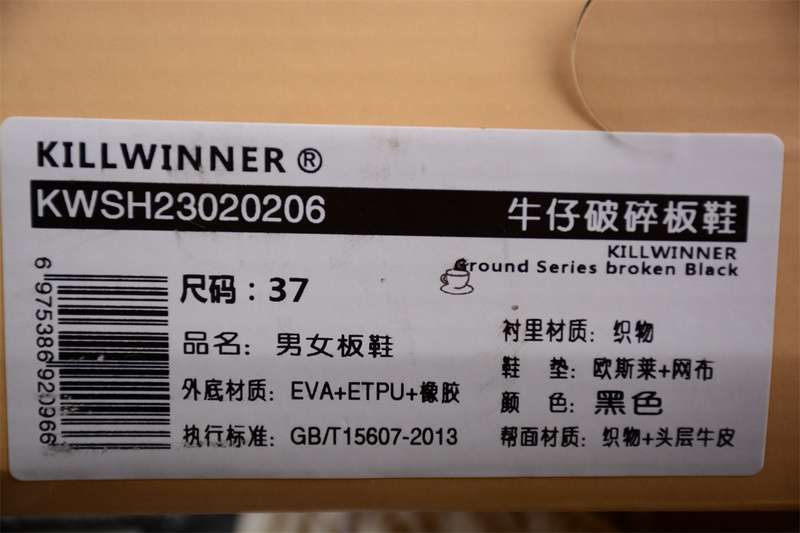 KILLWINNER ®
KWSH23020206 牛仔破碎板鞋
KILLWINNER
Ground Series broken Black
尺码：37
品名：男女板鞋
外底材质：EVA+ETPU+橡胶
执行标准：GB/T15607-2013
衬里材质：织物
鞋 垫：欧斯莱+网布
颜 色：黑色
帮面材质：织物+头层牛皮
6975386920966